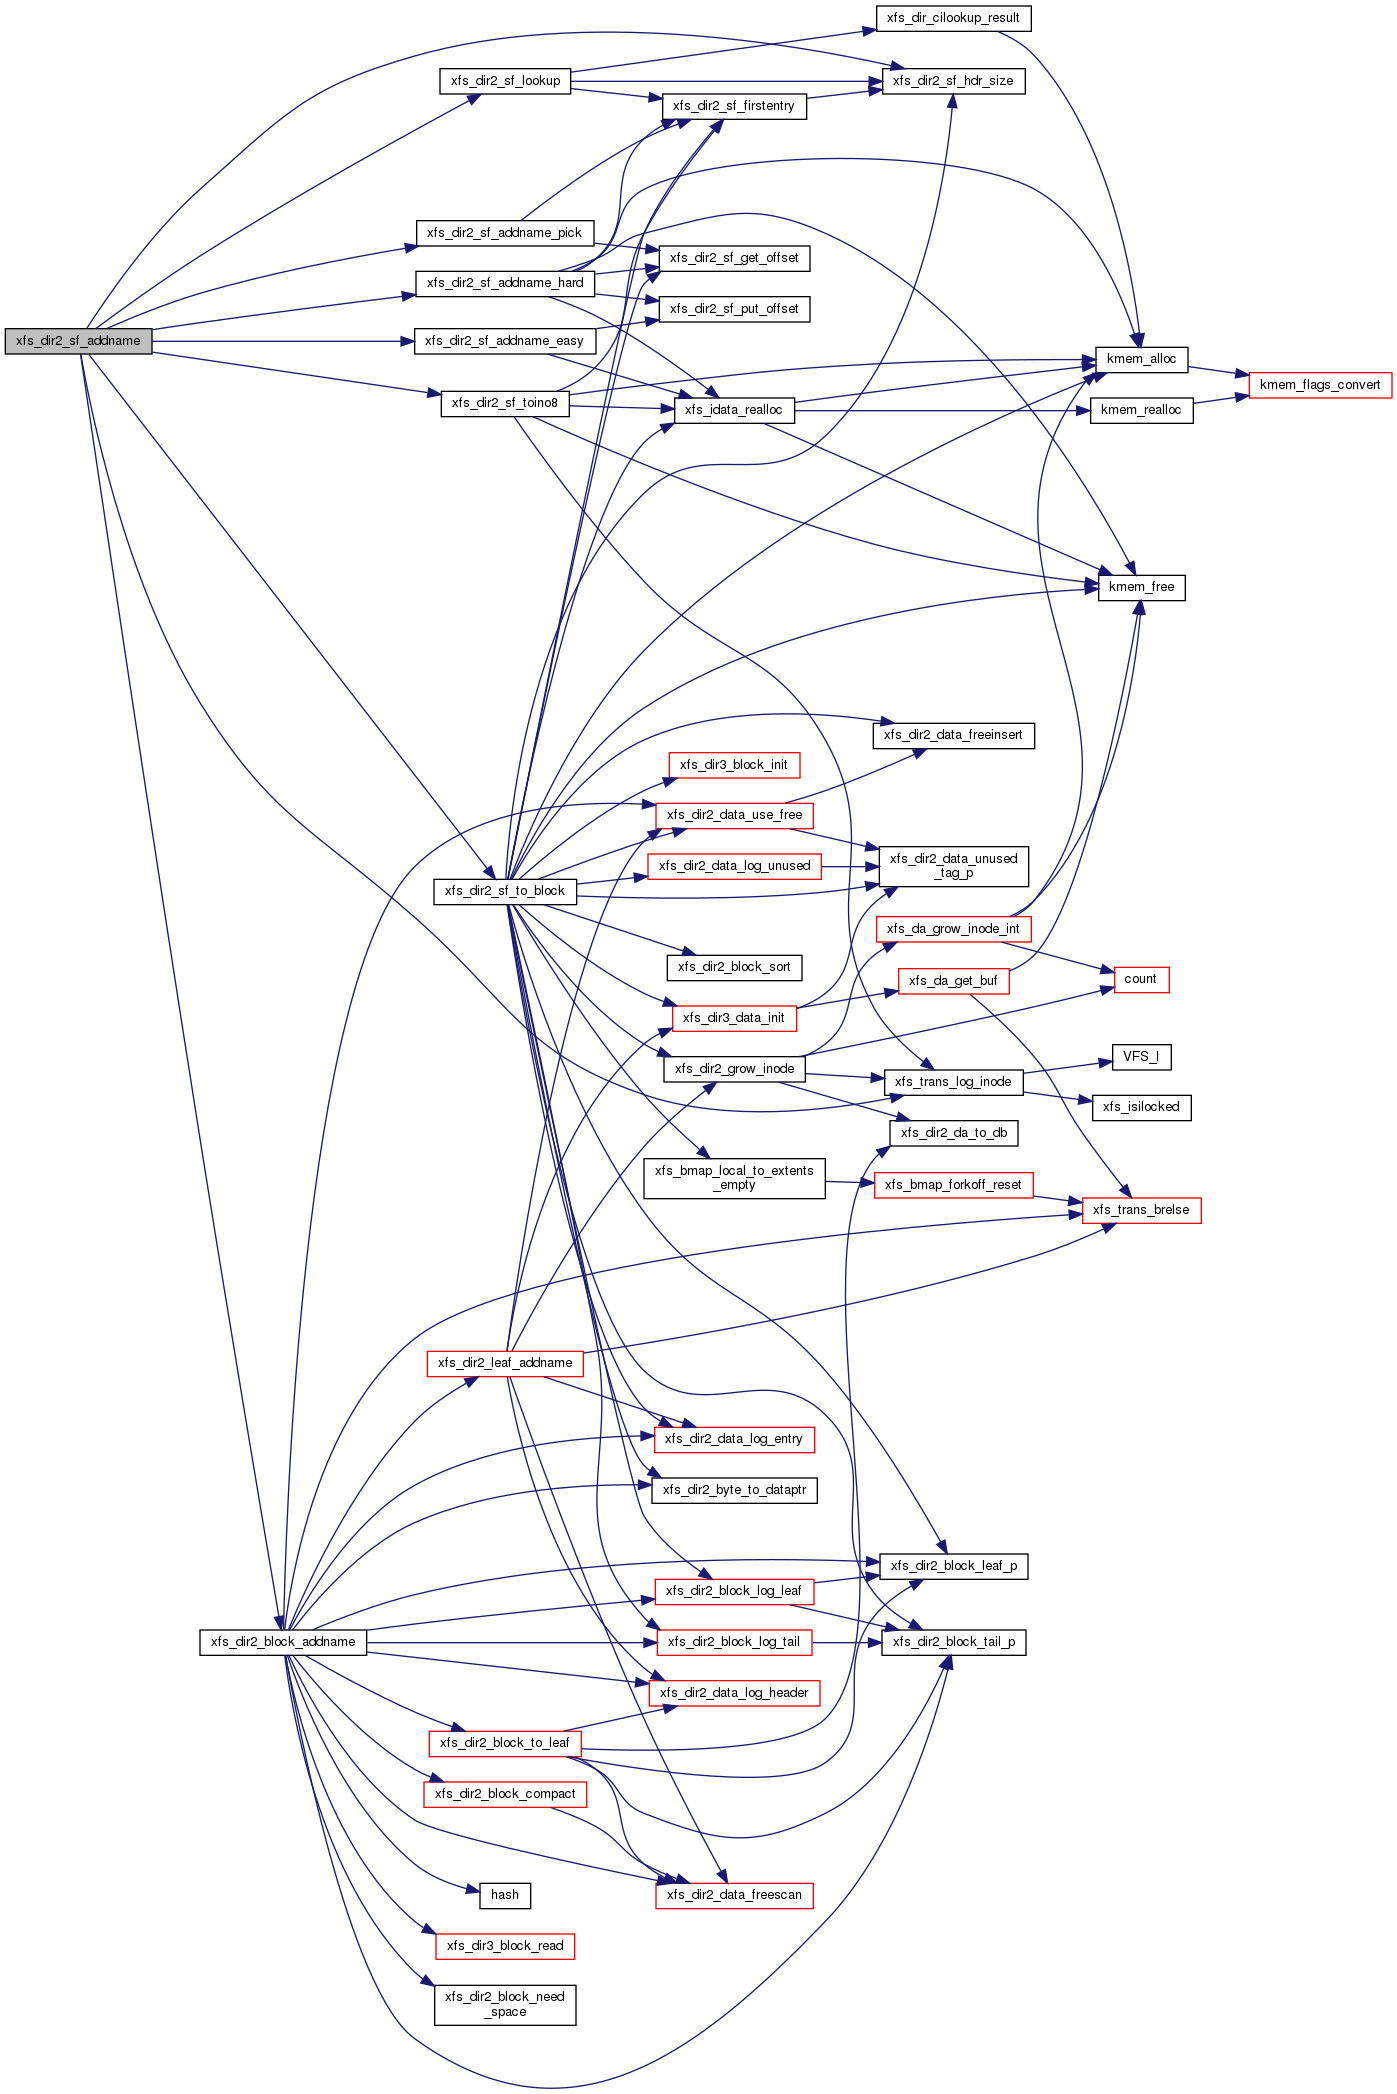 xfs_dir_cilookup_result
xfs_dir2_sf_lookup
xfs_dir2_sf_hdr_size
xfs_dir2_sf_firstentry
xfs_dir2_sf_addname_pick
xfs_dir2_sf_get_offset
xfs_dir2_sf_addname_hard
xfs_dir2_sf_put_offset
xfs_dir2_sf_addname
xfs_dir2_sf_addname_easy
kmem_alloc
kmem_flags_convert
xfs_dir2_sf_toino8
xfs_idata_realloc
kmem_realloc
kmem_free
xfs_dir2_data_freeinsert
xfs_dir3_block_init
xfs_dir2_data_use_free
xfs_dir2_data_unused
_tag_p
xfs_dir2_data_log_unused
xfs_dir2_sf_to_block
xfs_da_grow_inode_int
xfs_dir2_block_sort
xfs_da_get_buf
count
xfs_dir3_data_init
VFS_I
xfs_dir2_grow_inode
xfs_trans_log_inode
xfs_isilocked
xfs_dir2_da_to_db
xfs_bmap_local_to_extents
_empty
xfs_bmap_forkoff_reset
xfs_trans_brelse
xfs_dir2_leaf_addname
xfs_dir2_data_log_entry
xfs_dir2_byte_to_dataptr
xfs_dir2_block_leaf_p
xfs_dir2_block_log_leaf
xfs_dir2_block_addname
xfs_dir2_block_log_tail
xfs_dir2_block_tail_p
xfs_dir2_data_log_header
xfs_dir2_block_to_leaf
xfs_dir2_block_compact
hash
xfs_dir2_data_freescan
xfs_dir3_block_read
xfs_dir2_block_need
_space